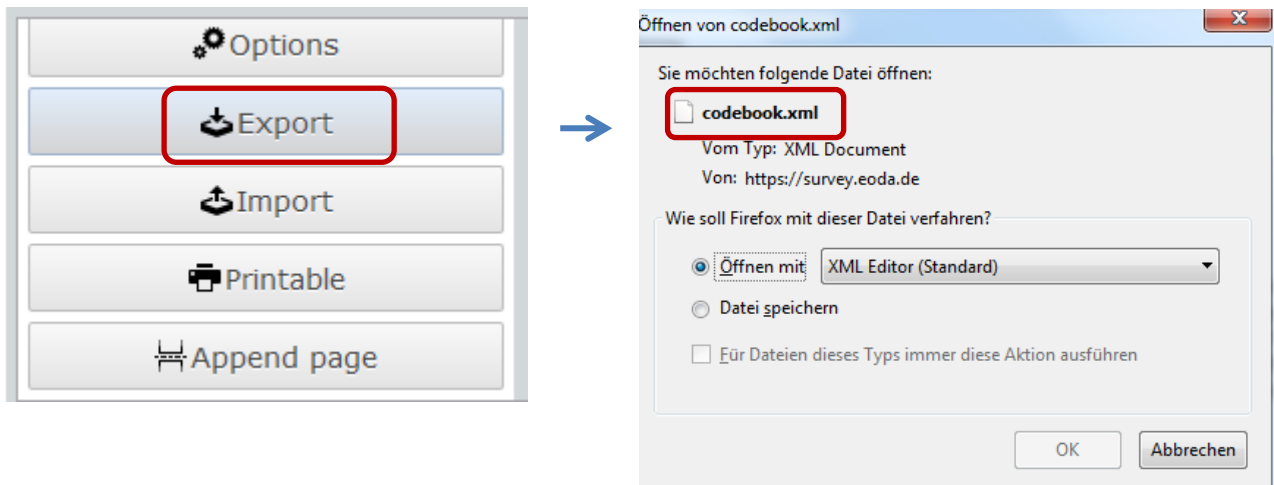 Options
Export
Import
Printable
Append page
Öffnen von codebook.xml
x
Sie möchten folgende Datei öffnen:
codebook.xml
Vom Typ: XML Document
Von: https://survey.eoda.de
Wie soll Firefox mit dieser Datei verfahren?
Öffnen mit XML Editor (Standard)
Datei speichern
Für Dateien dieses Typs immer diese Aktion ausführen
OK Abbrechen